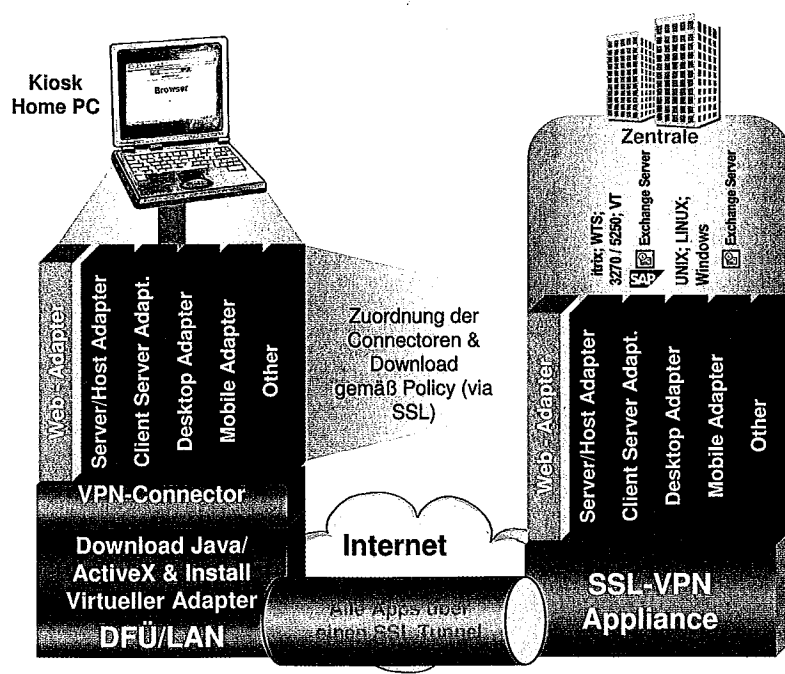 Kiosk
Home PC
Browser
Zentrale
itrix; WTS;
3270 / 5250; VT
SAP
Exchange Server
UNIX; LINUX;
Windows
Exchange Server
Web - Adapter
Server/Host Adapter
Client Server Adapt.
Desktop Adapter
Mobile Adapter
Other
Zuordnung der
Connectoren &
Download
gemäß Policy (via
SSL)
Web - Adapter
Server/Host Adapter
Client Server Adapt.
Desktop Adapter
Mobile Adapter
Other
VPN-Connector
Download Java/
ActiveX & Install
Virtueller Adapter
DFÜ/LAN
Internet
Alle Apps über
einen SSL Tunnel
SSL-VPN
Appliance